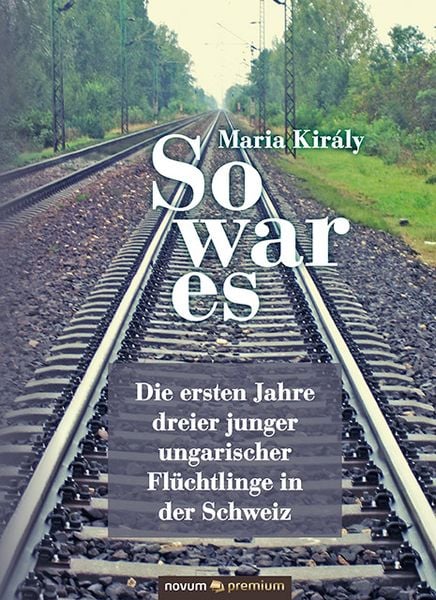 Maria Király
So
war
es
Die ersten Jahre
dreier junger
ungarischer
Flüchtlinge in
der Schweiz
novum premium